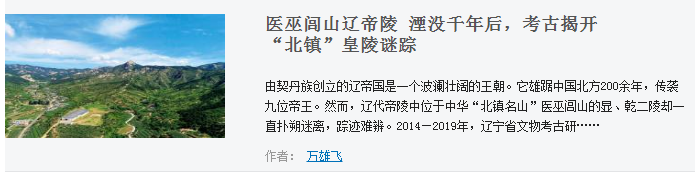 医巫闾山辽帝陵 湮没千年后，考古揭开
“北镇”皇陵谜踪
由契丹族创立的辽帝国是一个波澜壮阔的王朝。它雄踞中国北方200余年，传袭
九位帝王。然而，辽代帝陵中位于中华“北镇名山”医巫闾山的显、乾二陵却一
直扑朔迷离，踪迹难辨。2014—2019年，辽宁省文物考古研……
作者： 万雄飞